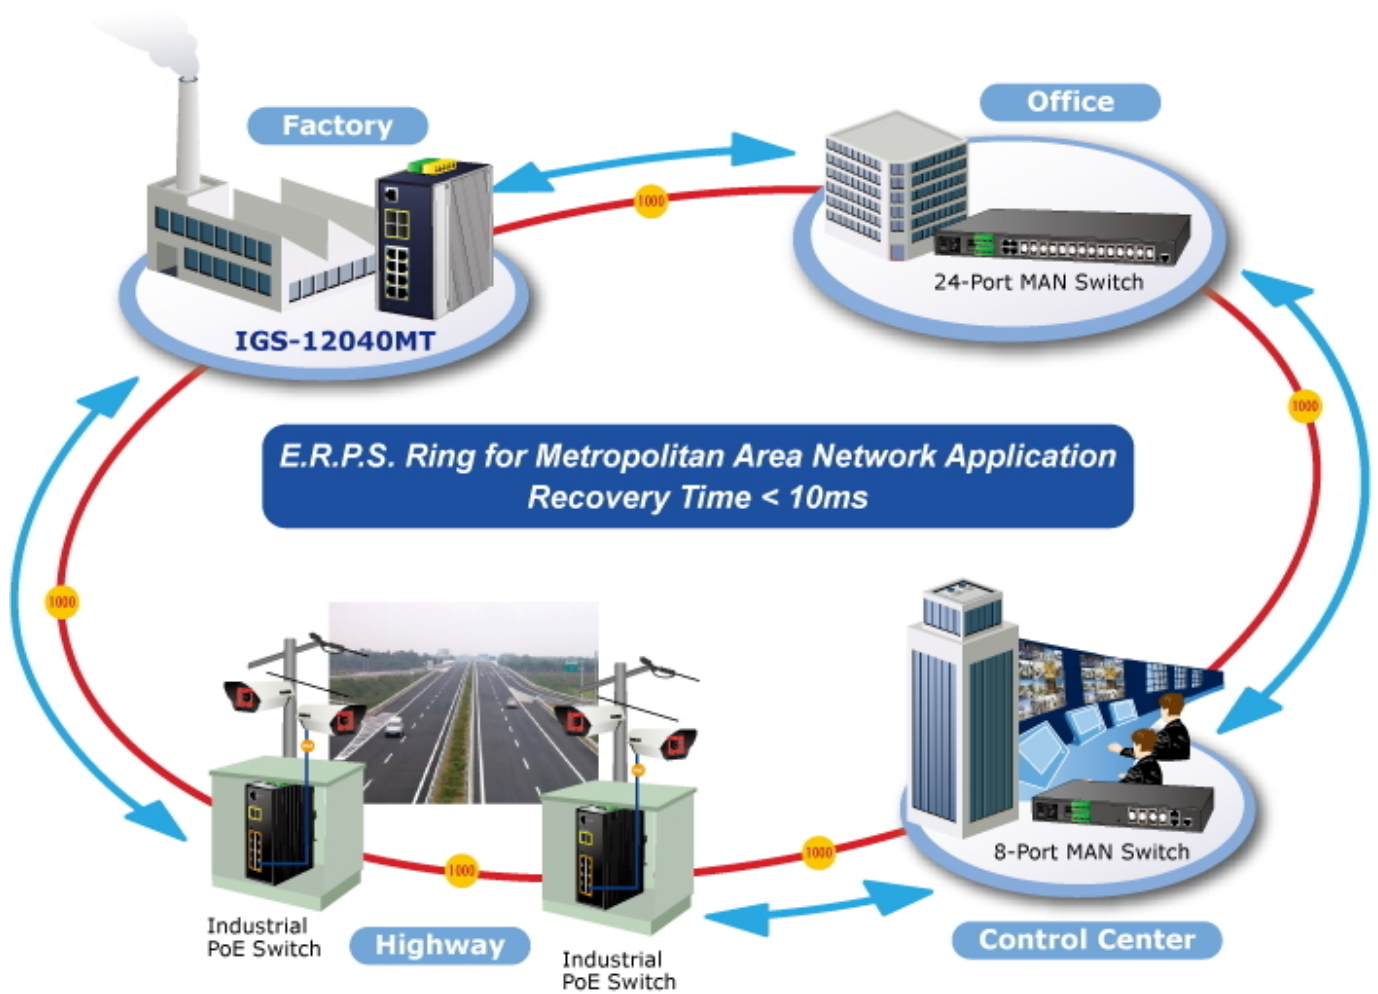 Office
Factory
1000
24-Port MAN Switch
IGS-12040MT
1000
E.R.P.S. Ring for Metropolitan Area Network Application
Recovery Time < 10ms
1000
1000
1000
8-Port MAN Switch
Industrial
PoE Switch
Highway
Industrial
PoE Switch
Control Center